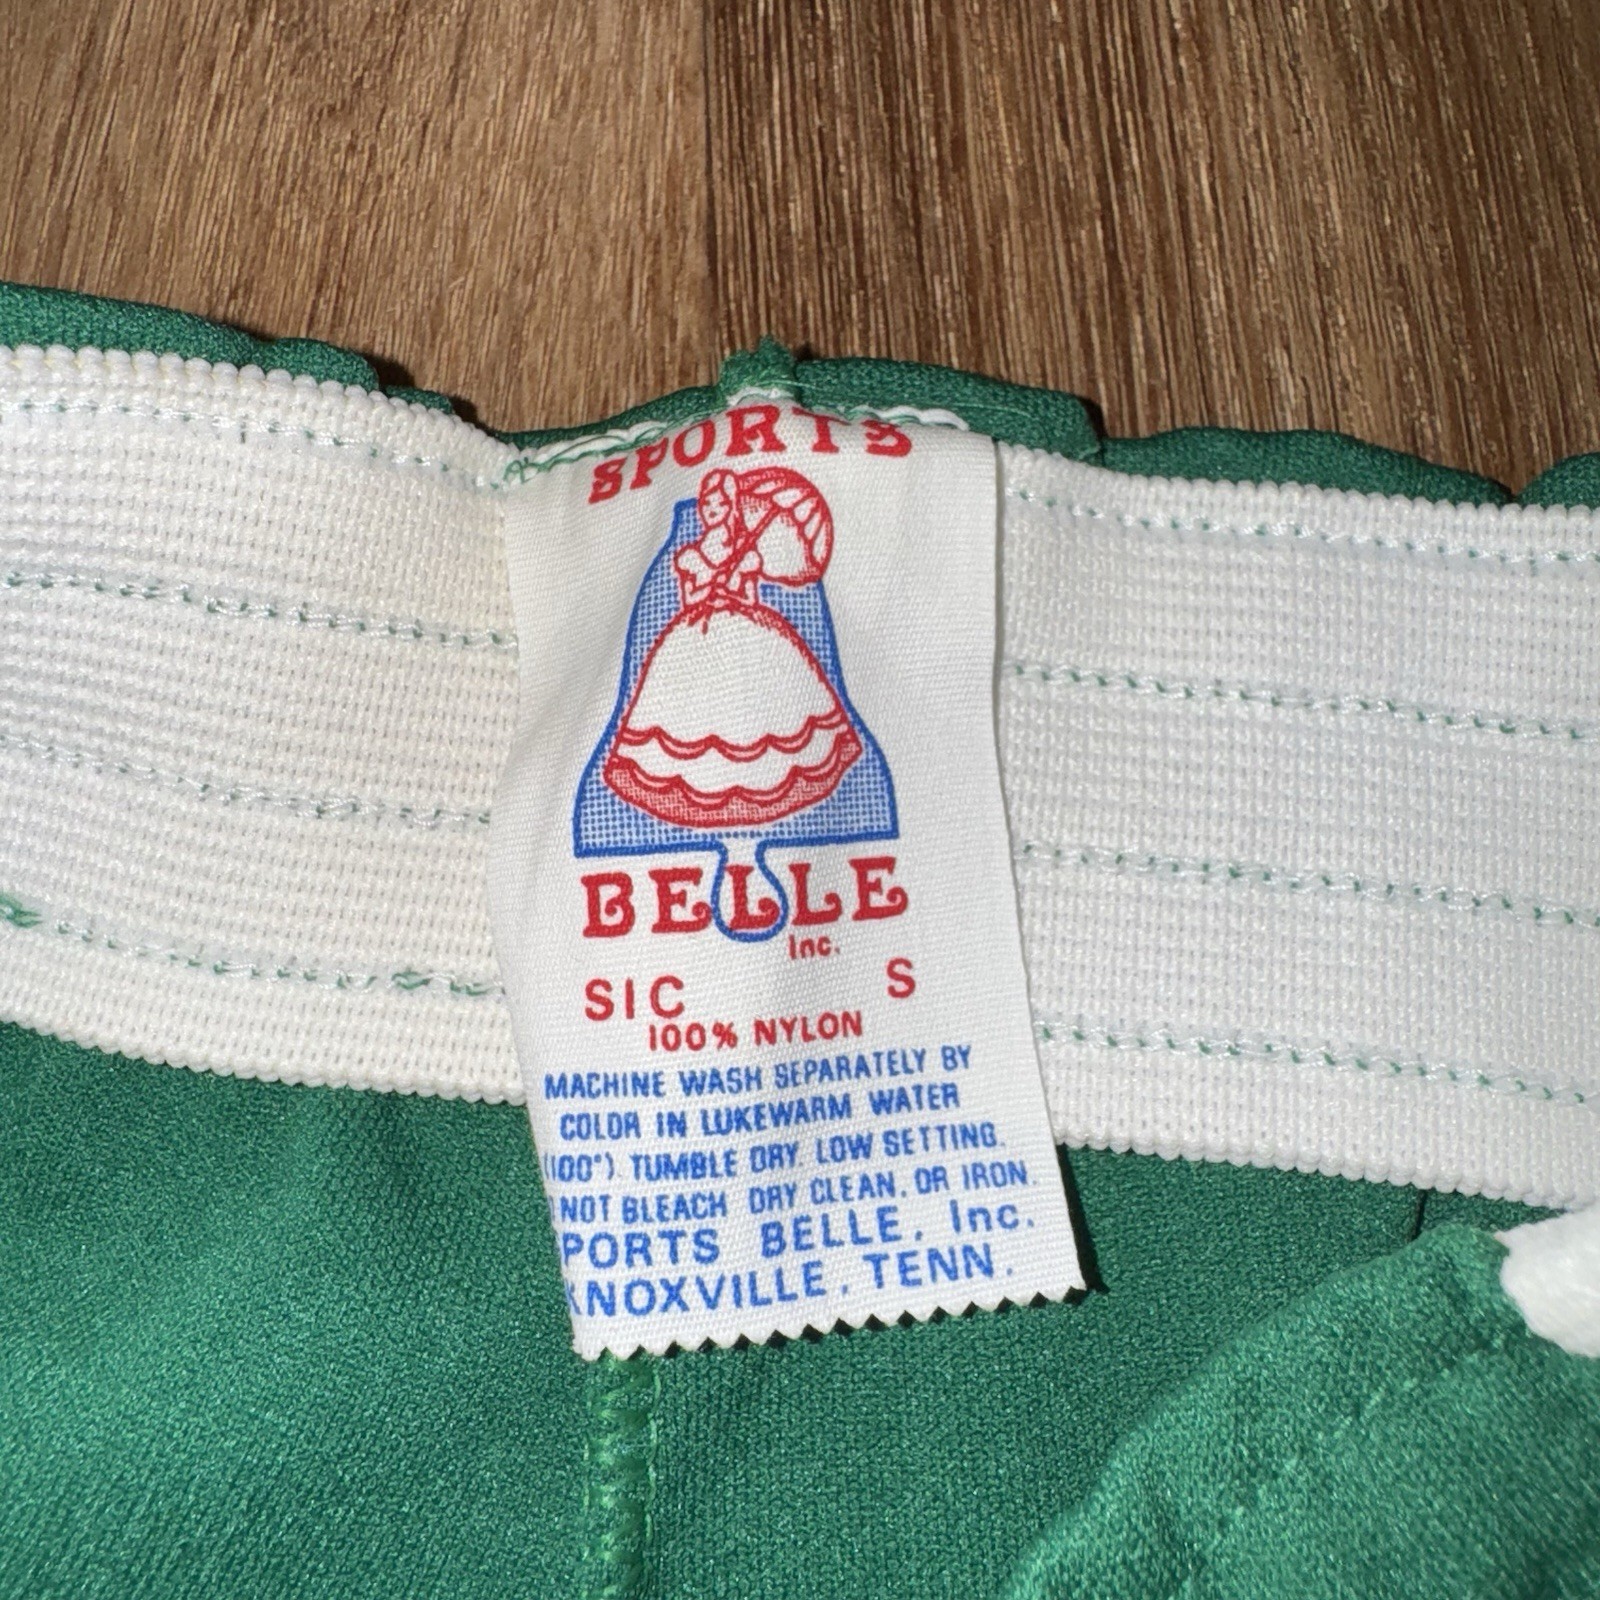 SPORTS
BELLE
Inc.
SIC S
100% NYLON
MACHINE WASH SEPARATELY BY
COLOR IN LUKEWARM WATER
(100°). TUMBLE DRY. LOW SETTING.
NOT BLEACH DRY CLEAN, OR IRON.
PORTS BELLE, Inc.
KNOXVILLE, TENN.